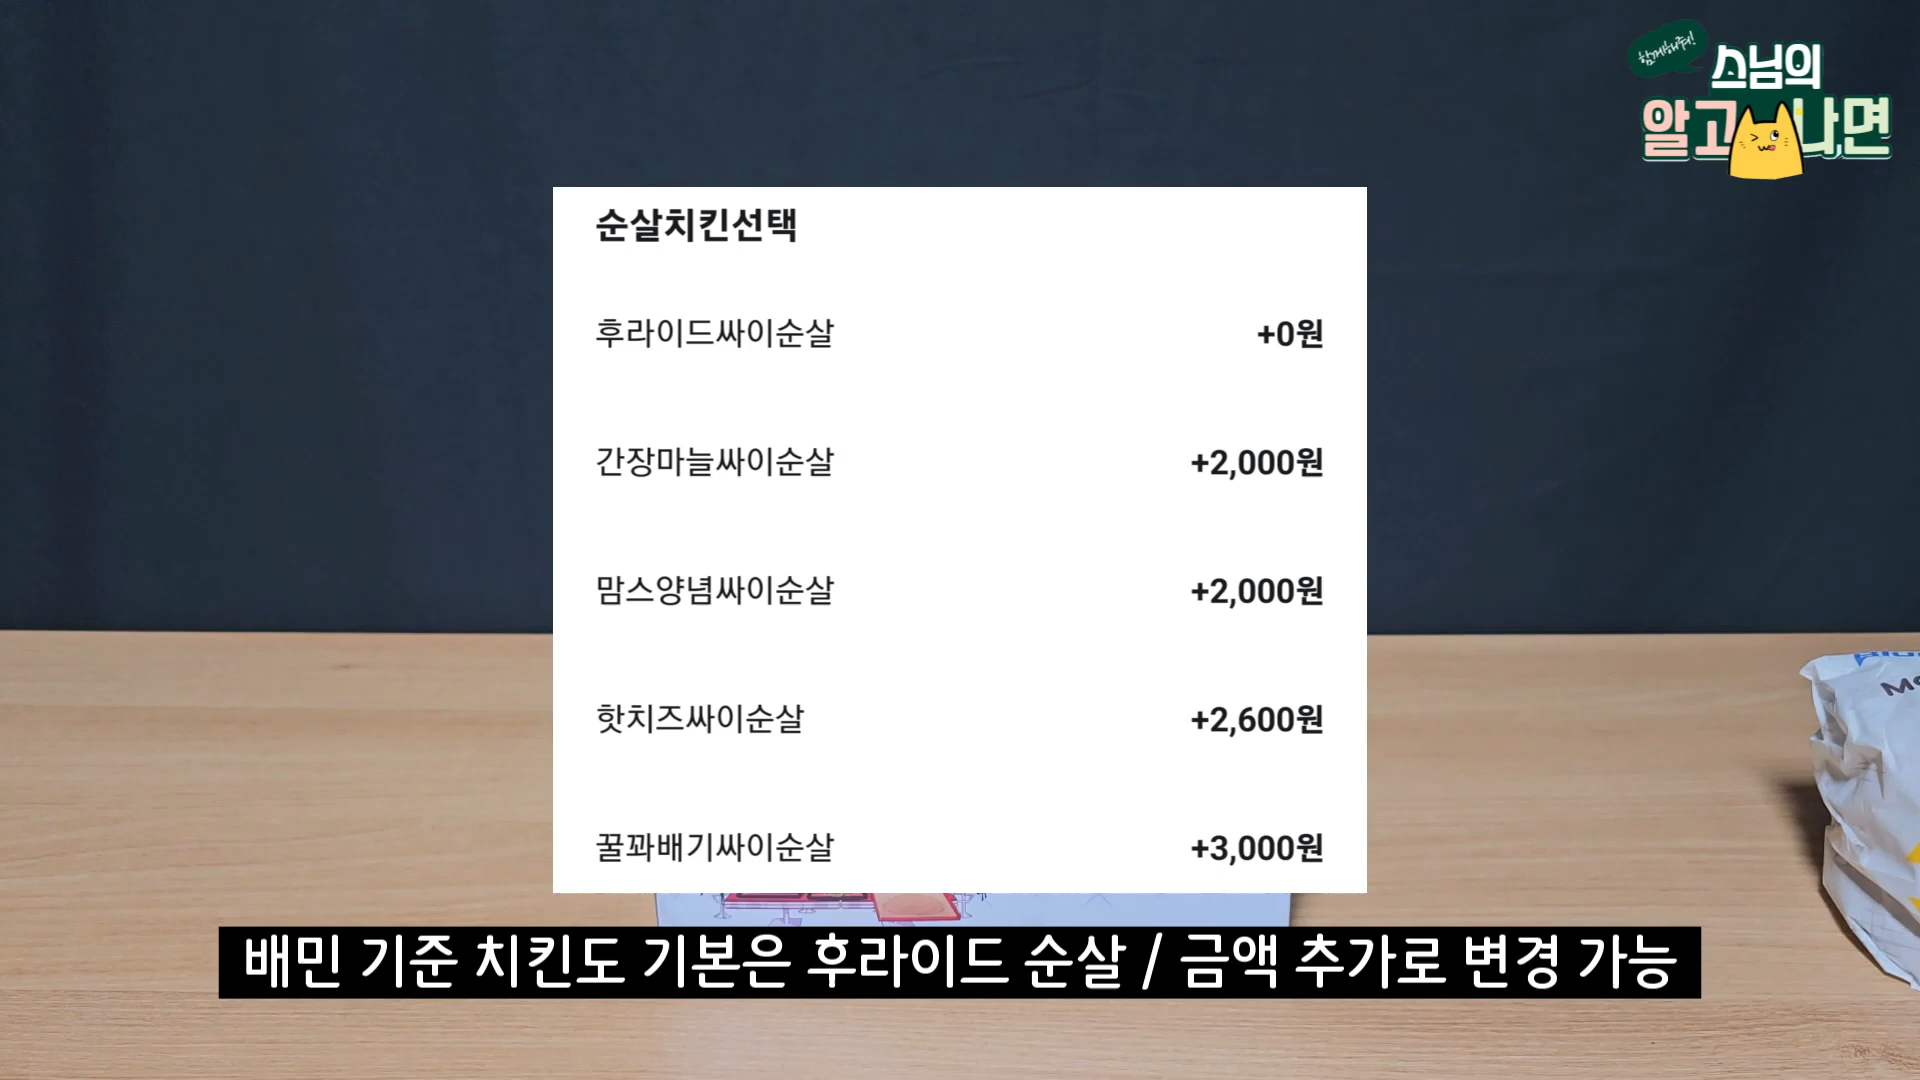 함께해줘!
스님의
알고 나면
순살치킨선택
후라이드싸이순살 +0원
간장마늘싸이순살 +2,000원
맘스양념싸이순살 +2,000원
핫치즈싸이순살 +2,600원
꿀꽈배기싸이순살 +3,000원
배민 기준 치킨도 기본은 후라이드 순살 / 금액 추가로 변경 가능